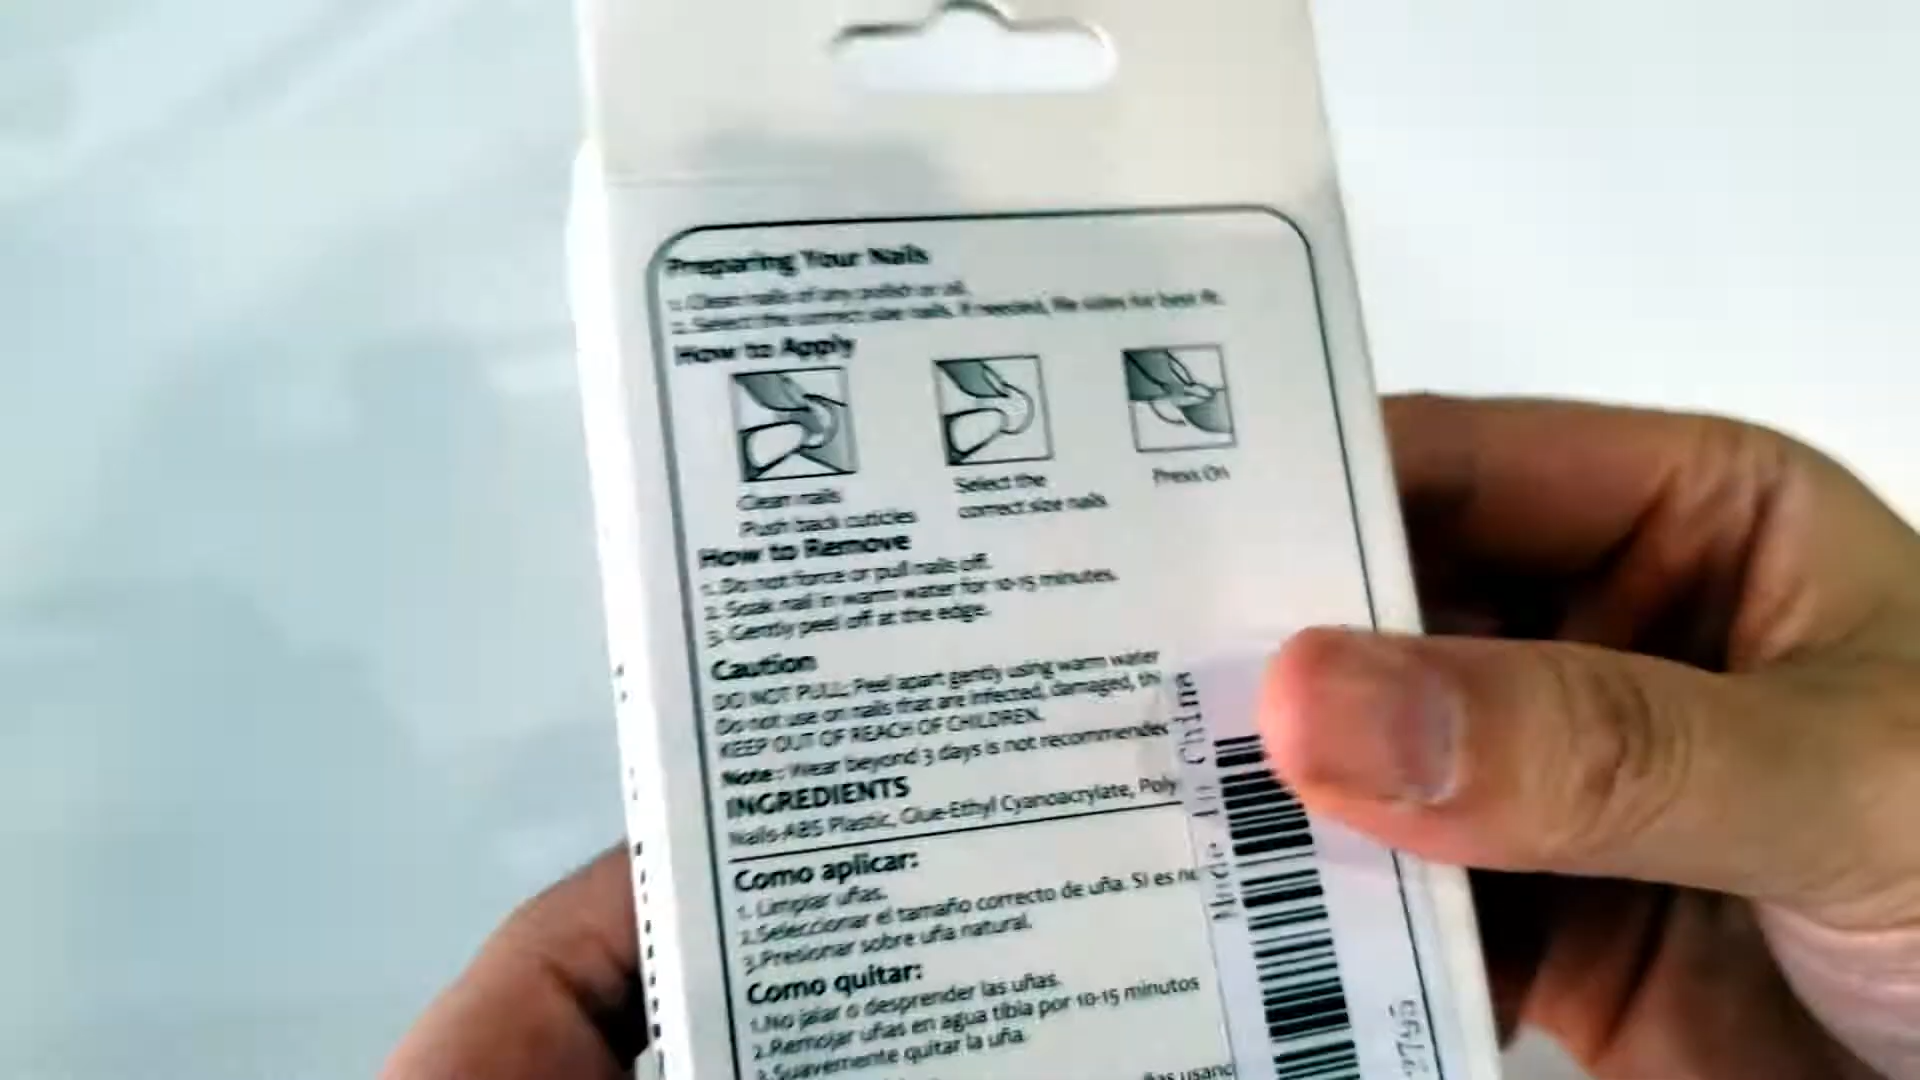 Preparing Your Nails
1. Clean nails of any polish or oil.
2. Select the correct size nails. If needed, file sides for best fit.
How to Apply
Clean nails
Push back cuticles
Select the
correct size nails
Press On
How to Remove
1. Do not force or pull nails off.
2. Soak nail in warm water for 10-15 minutes.
3. Gently peel off at the edge.
Caution
DO NOT PULL: Peel apart gently using warm water
Do not use on nails that are infected, damaged, thi
KEEP OUT OF REACH OF CHILDREN.
Note: Wear beyond 3 days is not recommended
INGREDIENTS
Nails-ABS Plastic, Glue-Ethyl Cyanoacrylate, Poly
Como aplicar:
1. Limpiar uñas.
2.Seleccionar el tamaño correcto de uña. Si es ne
3.Presionar sobre uña natural.
Como quitar:
1.No jalar o desprender las uñas.
2.Remojar uñas en agua tibia por 10-15 minutos
3.Suavemente quitar la uña.
Made in China